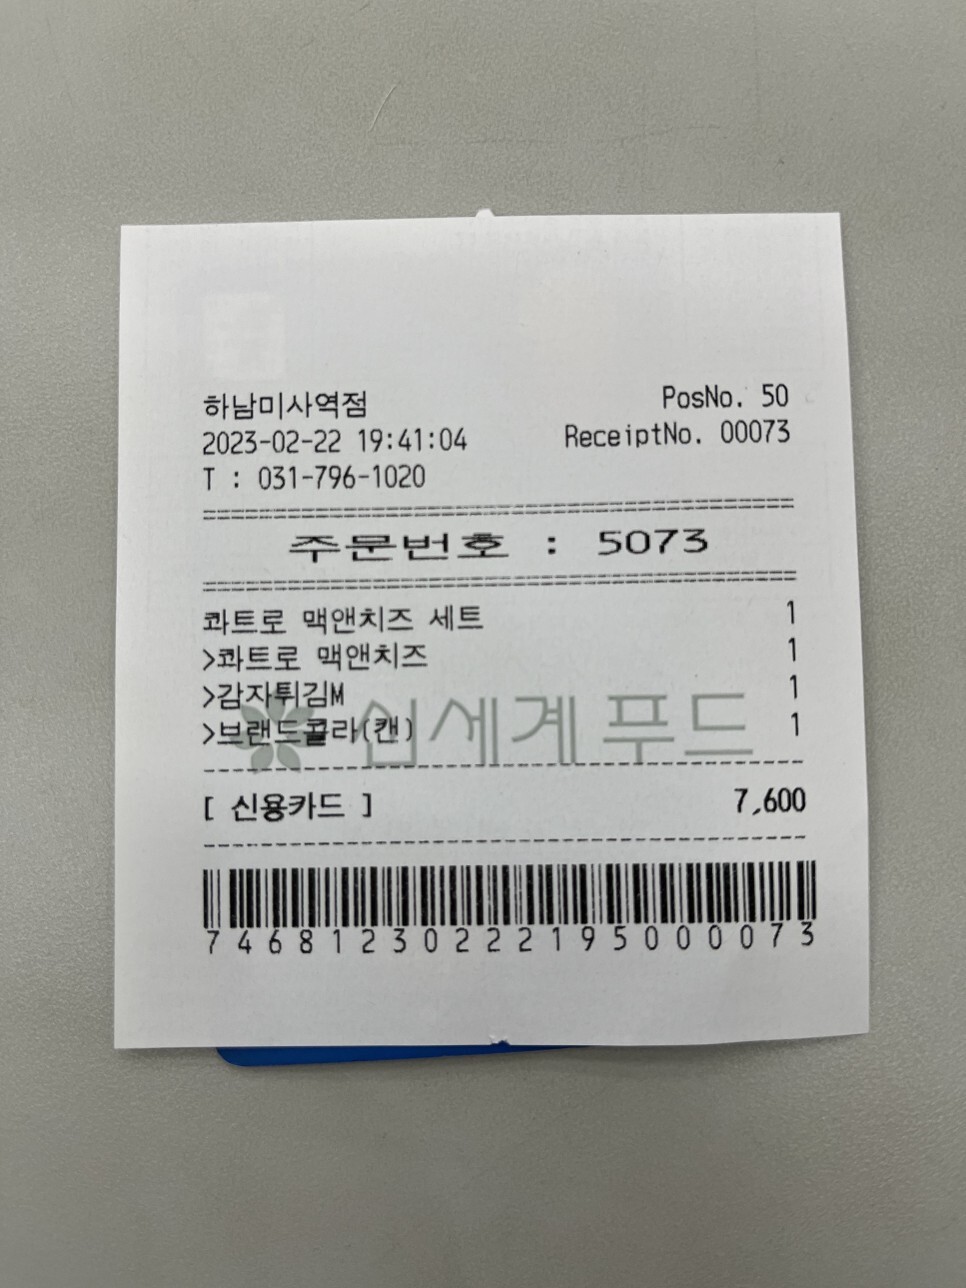 하남미사역점 PosNo. 50
2023-02-22 19:41:04 ReceiptNo. 00073
T : 031-796-1020
주문번호 : 5073
콰트로 맥앤치즈 세트 1
>콰트로 맥앤치즈 1
>감자튀김M 1
>브랜드콜라(캔) 1
신세계푸드
[ 신용카드 ] 7,600
74681230222195000073